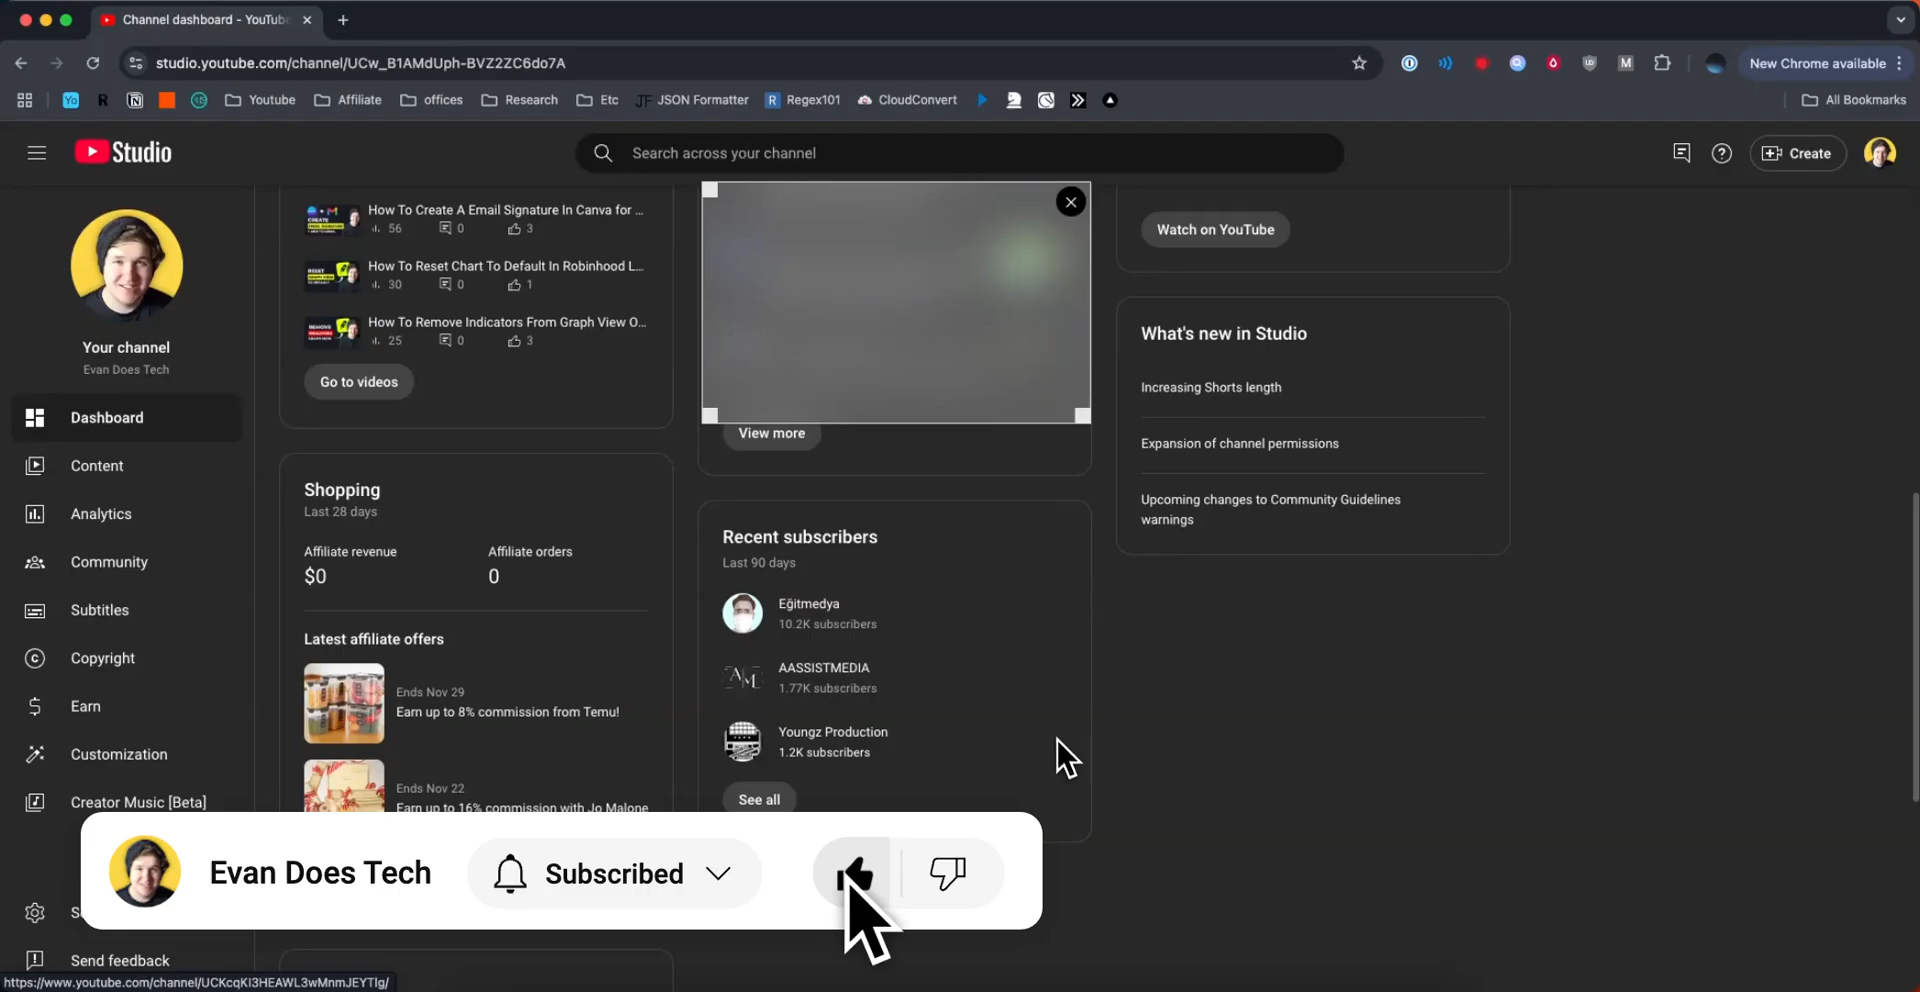 Channel dashboard - YouTube
studio.youtube.com/channel/UCw_B1AMdUph-BVZ2ZC6do7A
New Chrome available
Youtube
Affiliate
offices
Research
Etc
JSON Formatter
Regex101
CloudConvert
All Bookmarks
Studio
Search across your channel
Create
Your channel
Evan Does Tech
Dashboard
Content
Analytics
Community
Subtitles
Copyright
Earn
Customization
Creator Music [Beta]
Send feedback
How To Create A Email Signature In Canva for ...
56 0 3
How To Reset Chart To Default In Robinhood L...
30 0 1
How To Remove Indicators From Graph View O...
25 0 3
Go to videos
Shopping
Last 28 days
Affiliate revenue Affiliate orders
$0 0
Latest affiliate offers
Ends Nov 29
Earn up to 8% commission from Temu!
Ends Nov 22
Earn up to 16% commission with Jo Malone
View more
Recent subscribers
Last 90 days
Eğitmedya
10.2K subscribers
AASSISTMEDIA
1.77K subscribers
Youngz Production
1.2K subscribers
See all
Watch on YouTube
What's new in Studio
Increasing Shorts length
Expansion of channel permissions
Upcoming changes to Community Guidelines
warnings
Evan Does Tech
Subscribed
https://www.youtube.com/channel/UCKcqKI3HEAWL3wMnmJEYTIg/